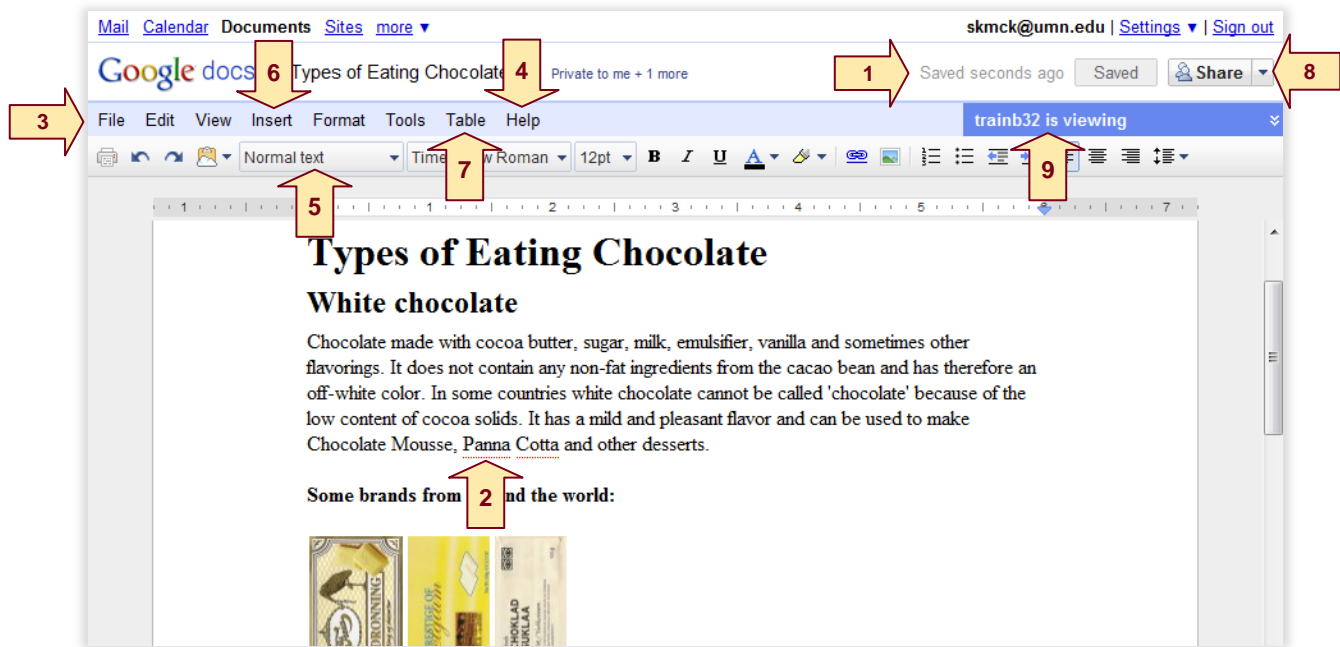 Mail Calendar Documents Sites more ▼ skmck@umn.edu | Settings ▼ | Sign out
Google docs 6 Types of Eating Chocolate 4 Private to me + 1 more 1 Saved seconds ago Saved Share 8
3 File Edit View Insert Format Tools Table Help trainb32 is viewing
Normal text Roman 12pt B I U A
5 7 9
1 1 2 3 4 5 7
Types of Eating Chocolate
White chocolate
Chocolate made with cocoa butter, sugar, milk, emulsifier, vanilla and sometimes other
flavorings. It does not contain any non-fat ingredients from the cacao bean and has therefore an
off-white color. In some countries white chocolate cannot be called 'chocolate' because of the
low content of cocoa solids. It has a mild and pleasant flavor and can be used to make
Chocolate Mousse, Panna Cotta and other desserts.
Some brands from 2 nd the world:
DRONNING
PRESTIGE OF
CHOKLAD
SUKLAA